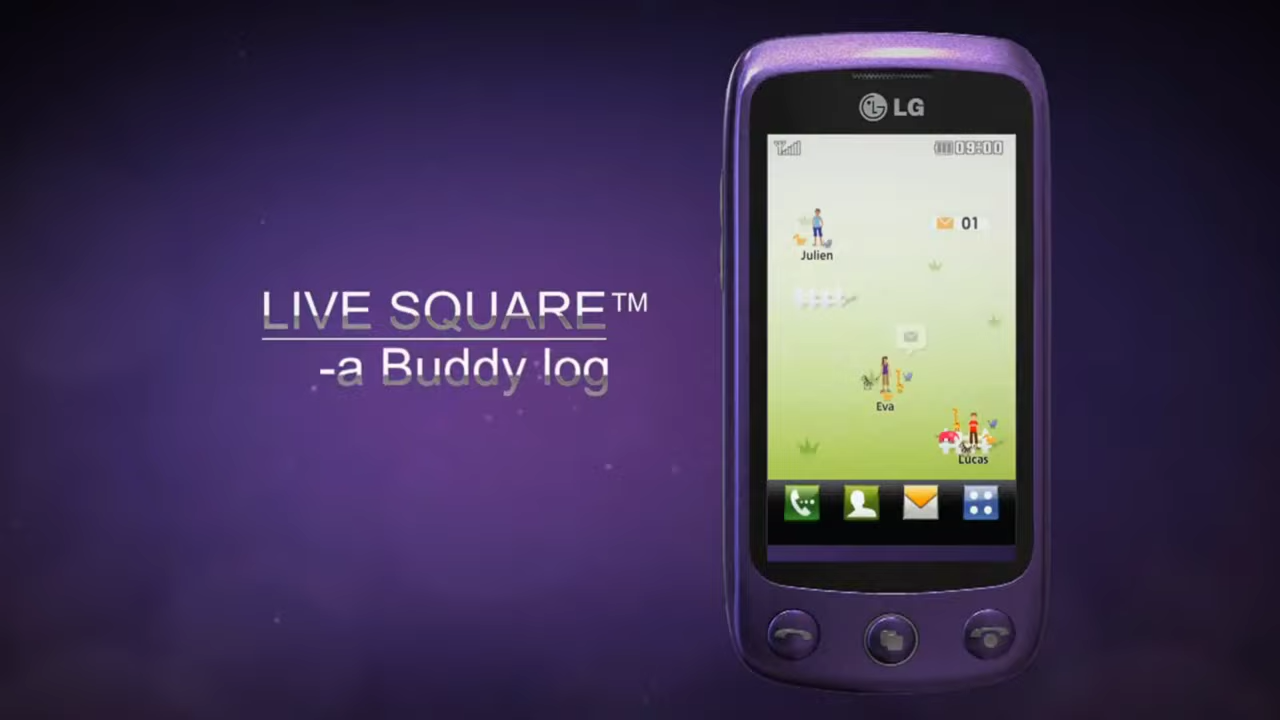 LG
09:00
01
Julien
LIVE SQUARE™
-a Buddy log
Eva
Lucas